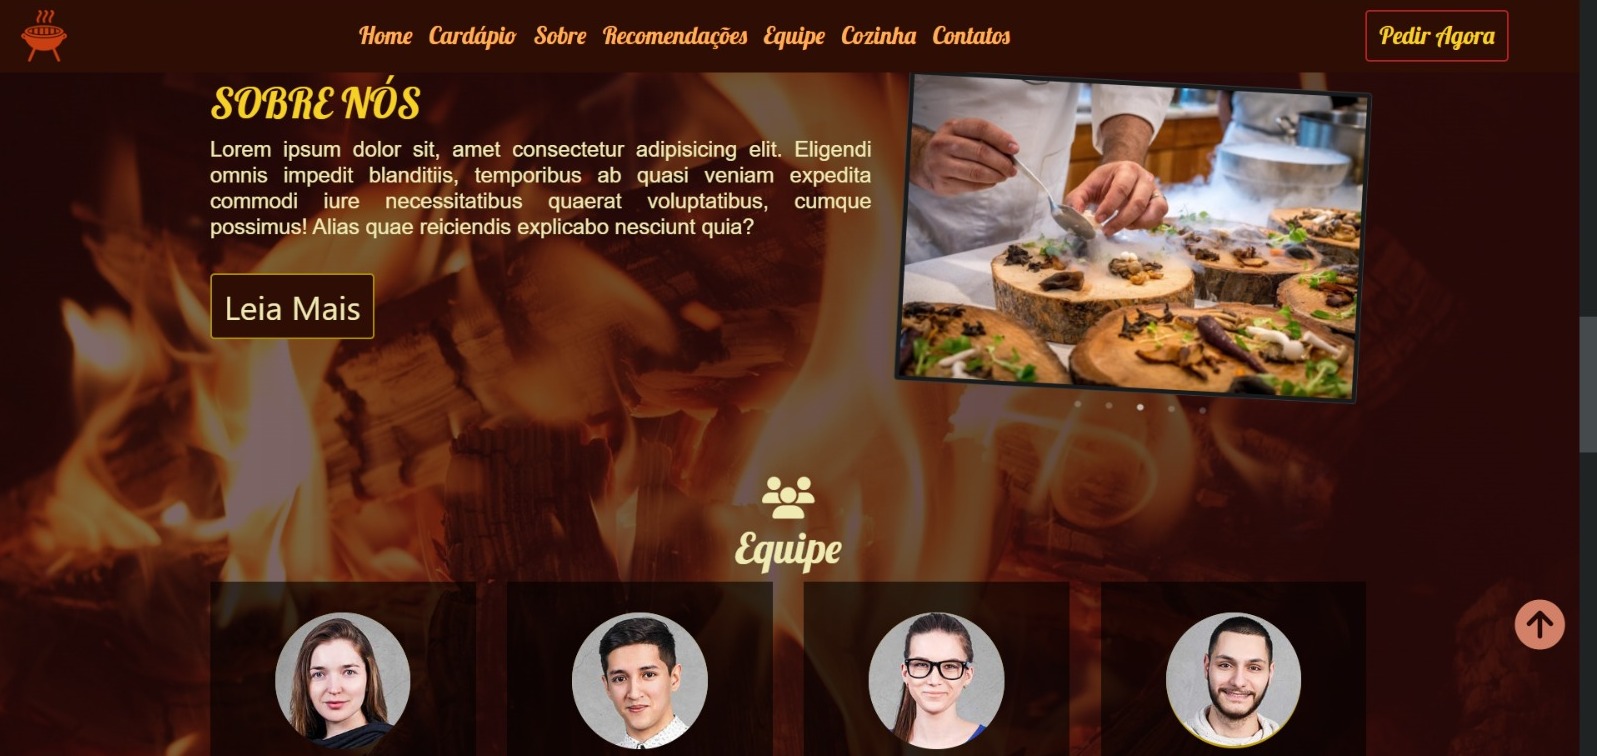 Home Cardápio Sobre Recomendações Equipe Cozinha Contatos Pedir Agora
SOBRE NÓS
Lorem ipsum dolor sit, amet consectetur adipisicing elit. Eligendi
omnis impedit blanditiis, temporibus ab quasi veniam expedita
commodi iure necessitatibus quaerat voluptatibus, cumque
possimus! Alias quae reiciendis explicabo nesciunt quia?
Leia Mais
Equipe